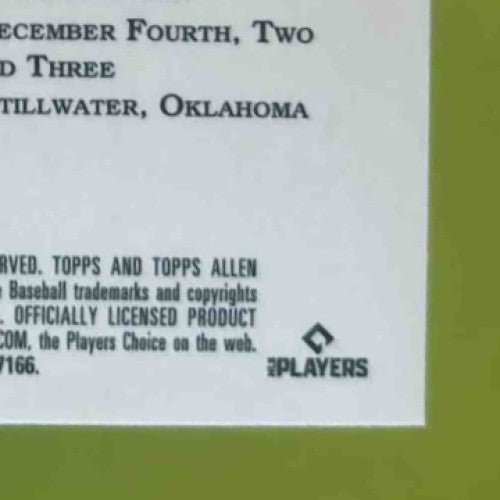 ECEMBER FOURTH, TWO
D THREE
TILLWATER, OKLAHOMA
RVED. TOPPS AND TOPPS ALLEN
Baseball trademarks and copyrights
. OFFICIALLY LICENSED PRODUCT
COM, the Players Choice on the web.
7166.
PLAYERS